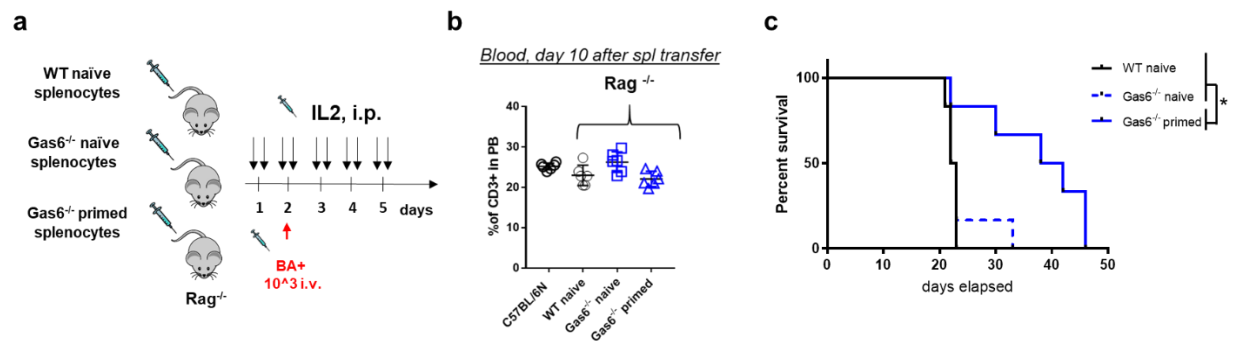 a
WT naïve
splenocytes
Gas6-/- naïve
splenocytes
Gas6-/- primed
splenocytes
Rag-/-
IL2, i.p.
1 2 3 4 5 days
BA+
10^3 i.v.
b
Blood, day 10 after spl transfer
Rag -/-
%of CD3+ in PB
40
30
20
10
0
C57BL/6N
WT naive
Gas6-/- naive
Gas6-/- primed
c
Percent survival
100
50
0
0 10 20 30 40 50
days elapsed
WT naive
Gas6-/- naive
Gas6-/- primed
*